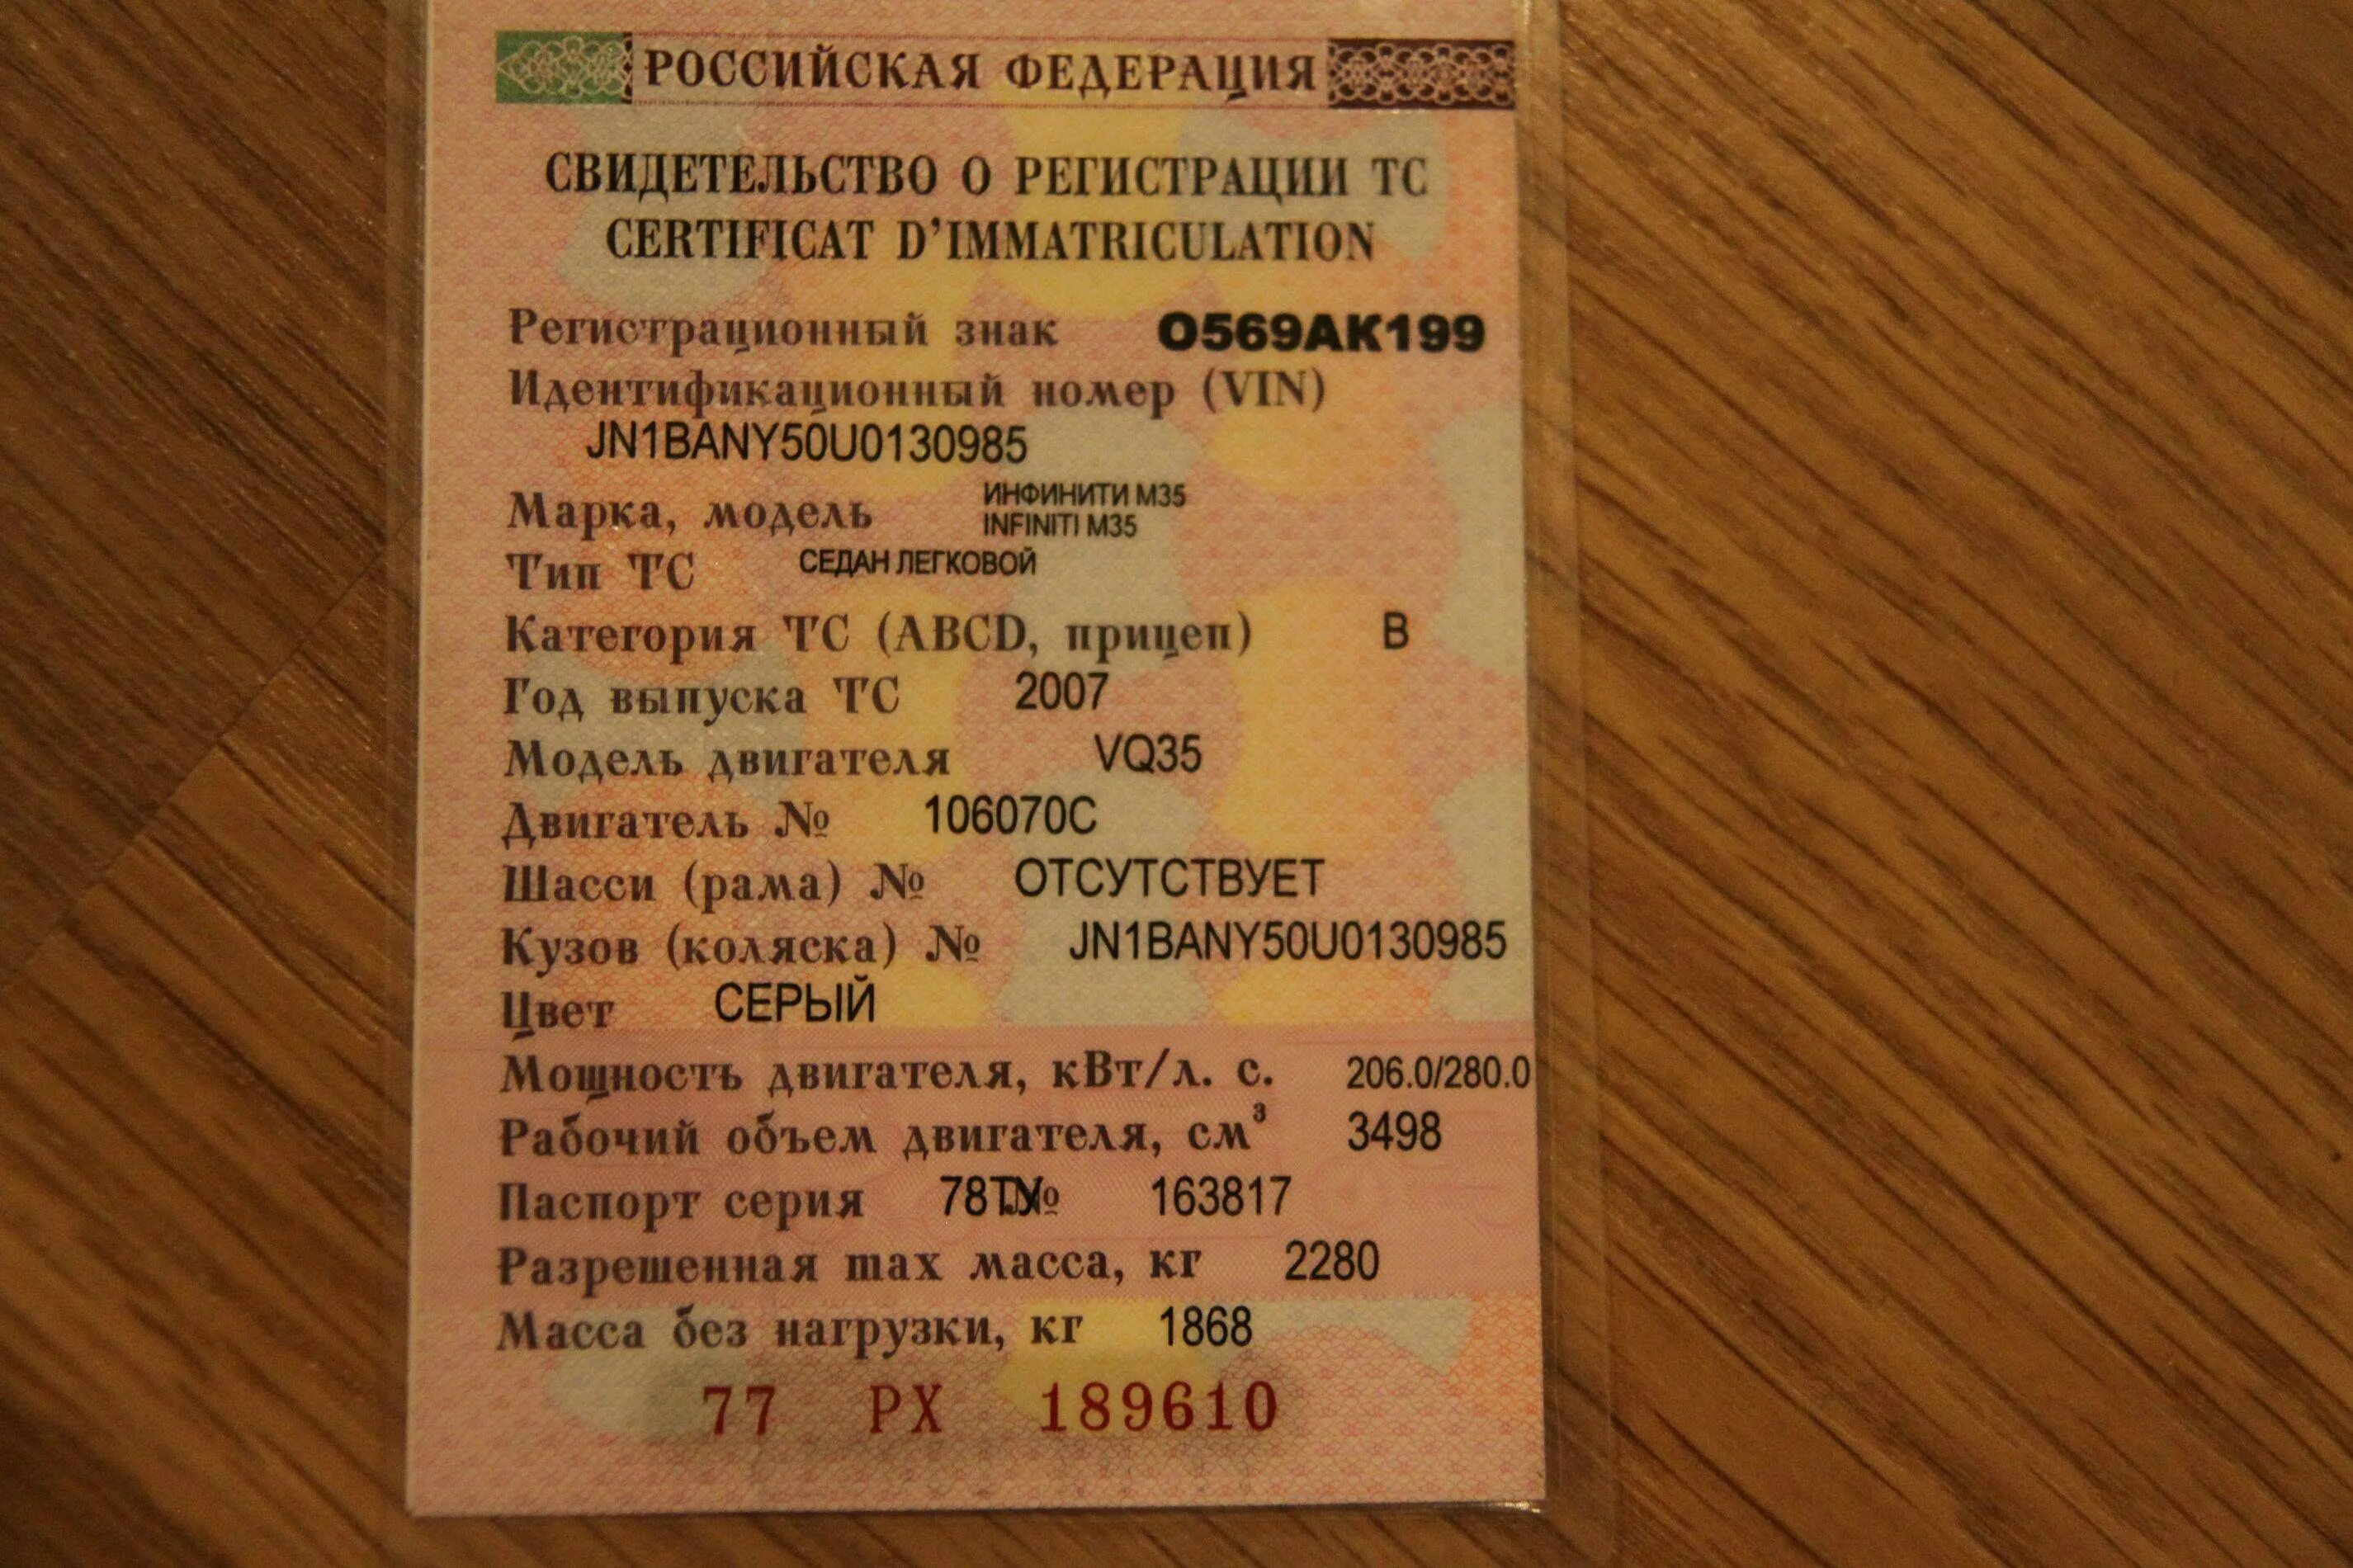 РОССИЙСКАЯ ФЕДЕРАЦИЯ
СВИДЕТЕЛЬСТВО О РЕГИСТРАЦИИ ТС
CERTIFICAT D'IMMATRICULATION
Регистрационный знак О569АК199
Идентификационный номер (VIN)
JN1BANY50U0130985
Марка, модель ИНФИНИТИ М35
INFINITI M35
Тип ТС СЕДАН ЛЕГКОВОЙ
Категория ТС (ABCD, прицеп) B
Год выпуска ТС 2007
Модель двигателя VQ35
Двигатель № 106070C
Шасси (рама) № ОТСУТСТВУЕТ
Кузов (коляска) № JN1BANY50U0130985
Цвет СЕРЫЙ
Мощность двигателя, кВт/л. с. 206.0/280.0
Рабочий объем двигателя, см³ 3498
Паспорт серия 78ТУ № 163817
Разрешенная max масса, кг 2280
Масса без нагрузки, кг 1868
77 РХ 189610